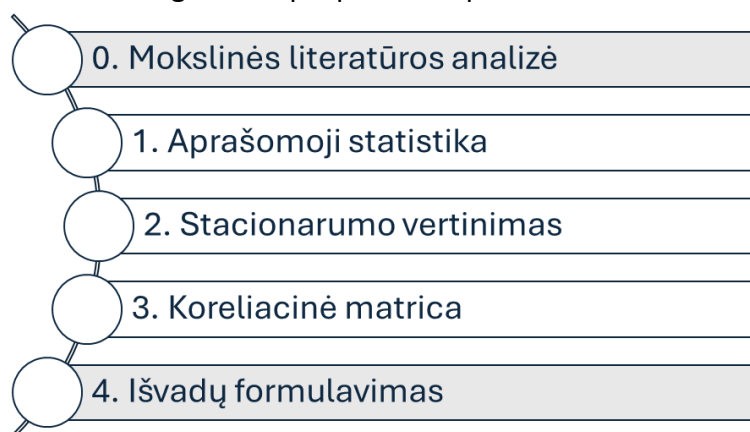 0. Mokslinės literatūros analizė
1. Aprašomoji statistika
2. Stacionarumo vertinimas
3. Koreliacinė matrica
4. Išvadų formulavimas